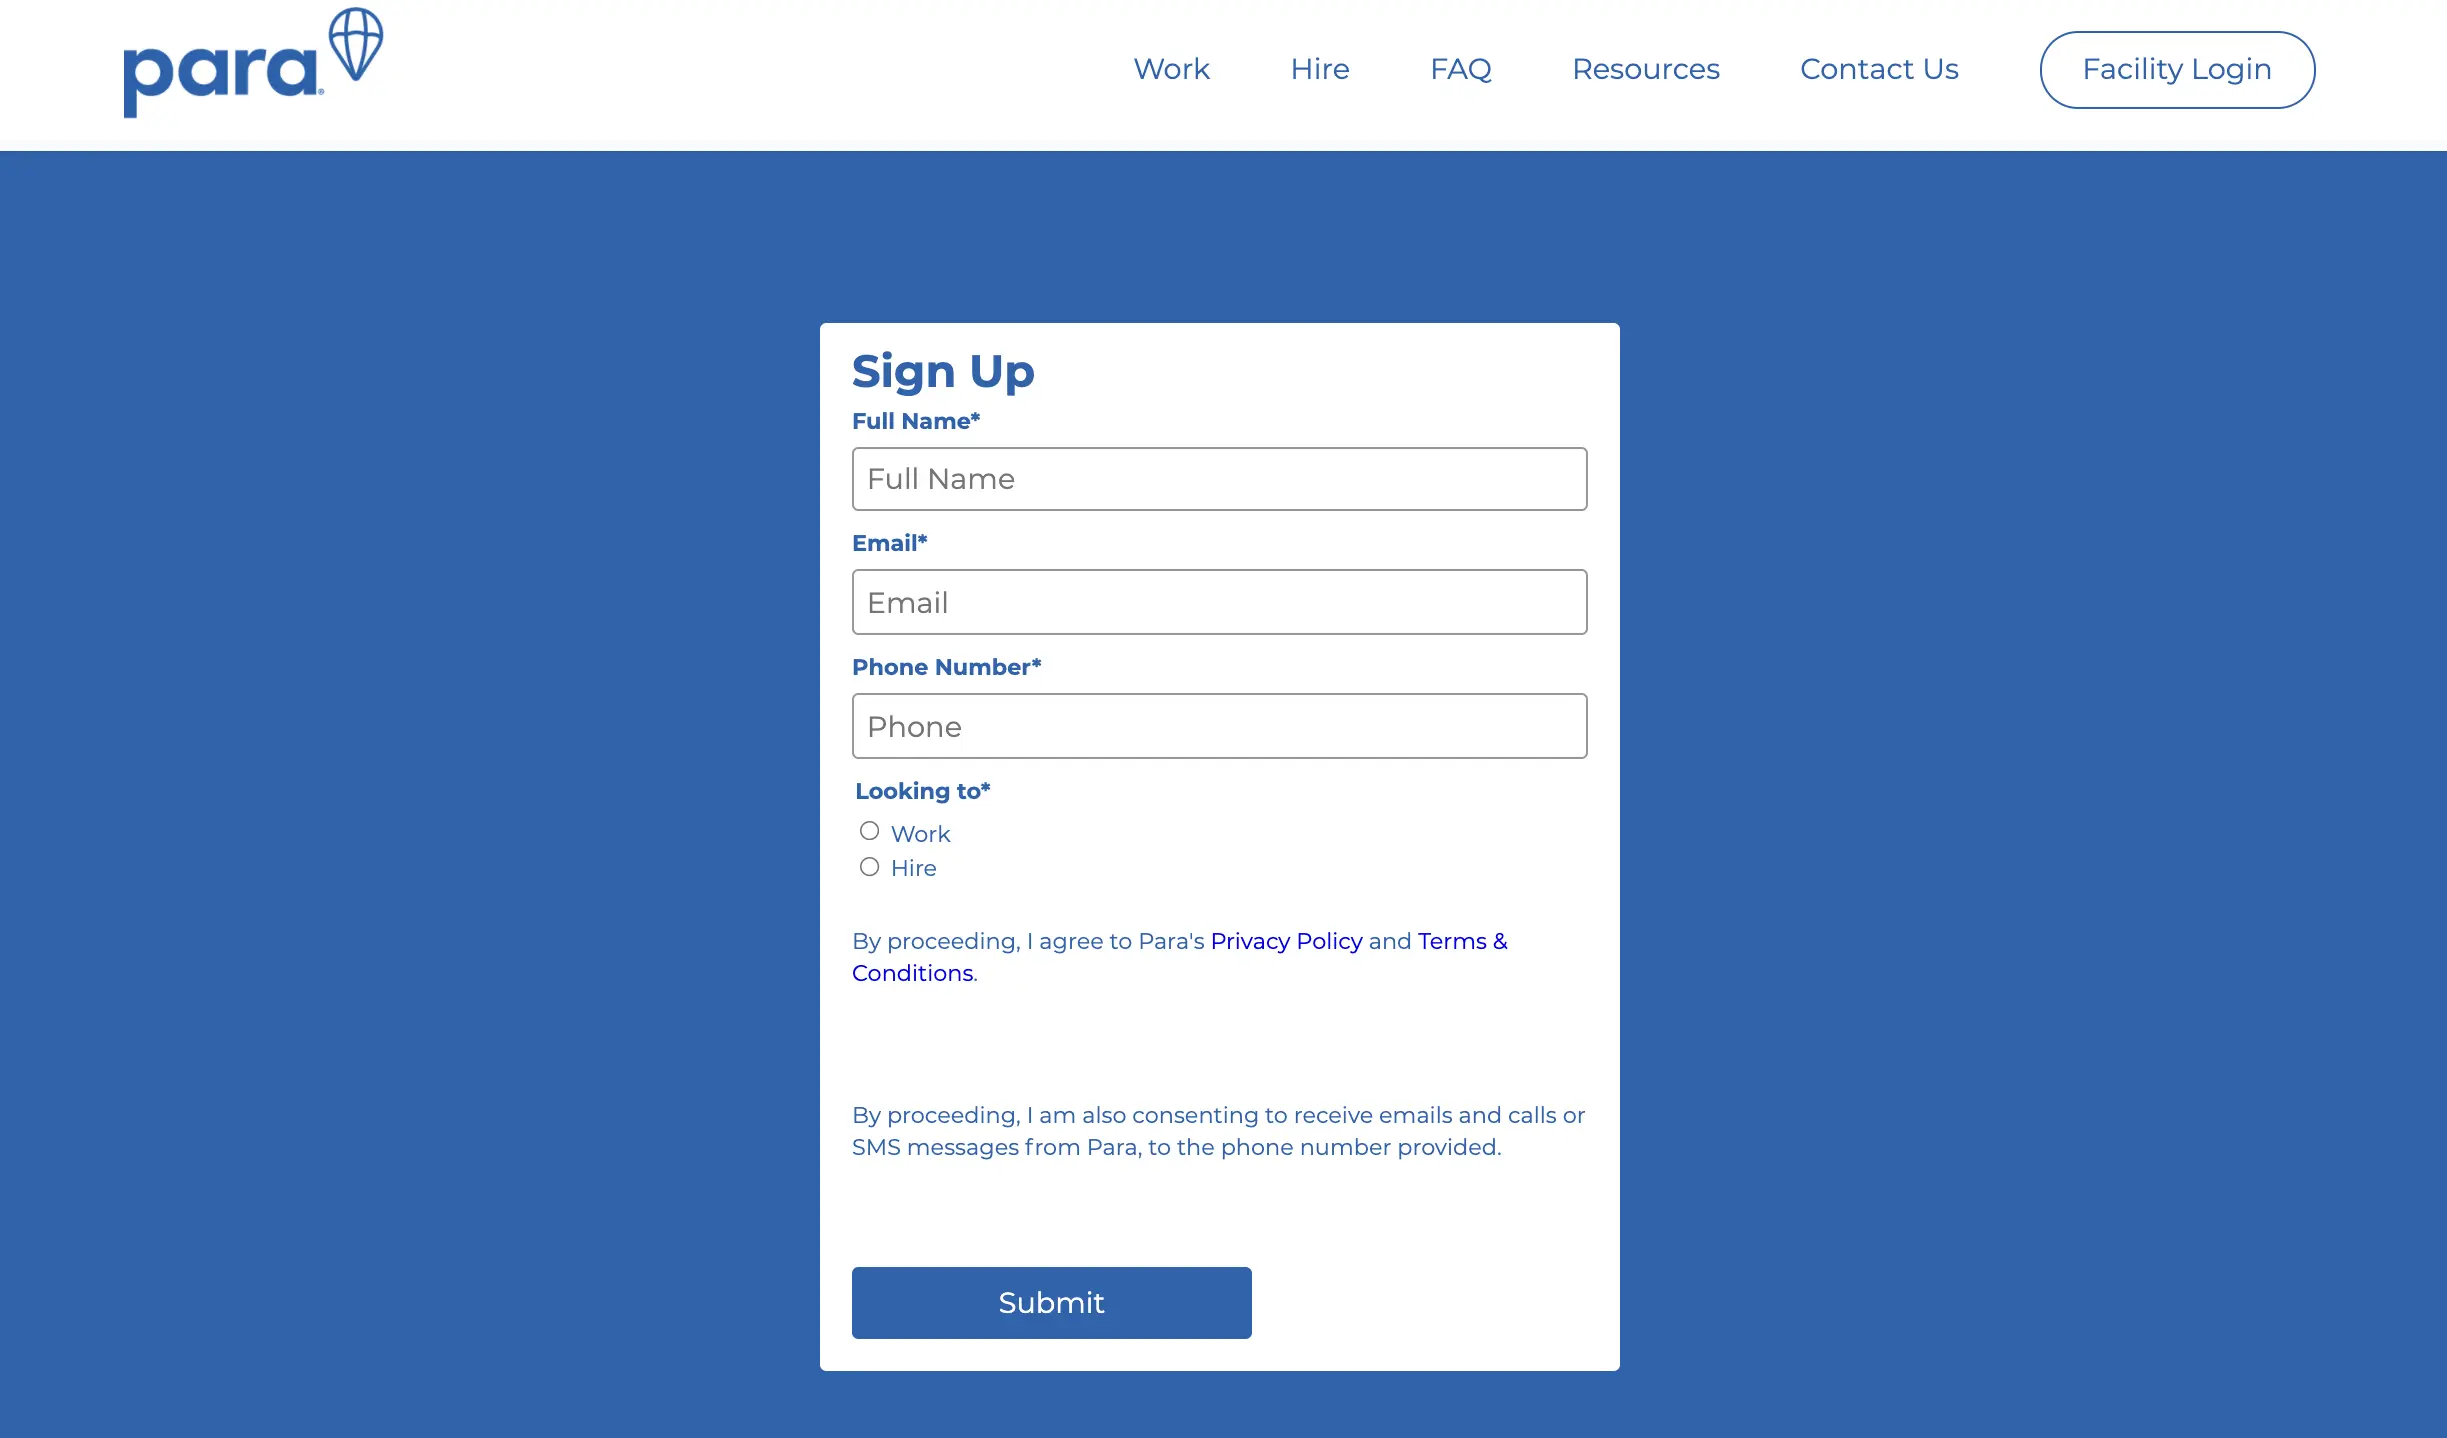 para®
Work
Hire
FAQ
Resources
Contact Us
Facility Login
Sign Up
Full Name*
Full Name
Email*
Email
Phone Number*
Phone
Looking to*
Work
Hire
By proceeding, I agree to Para's Privacy Policy and Terms &
Conditions.
By proceeding, I am also consenting to receive emails and calls or
SMS messages from Para, to the phone number provided.
Submit